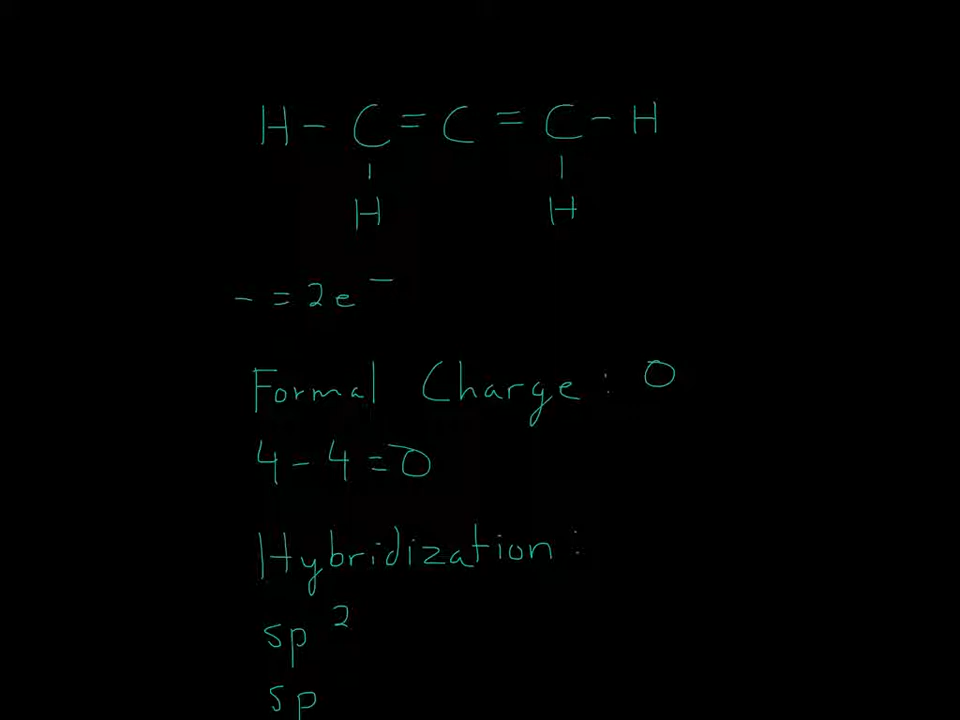 H - C = C = C - H
H H
- = 2e⁻
Formal Charge: 0
4 - 4 = 0
Hybridization:
sp²
sp